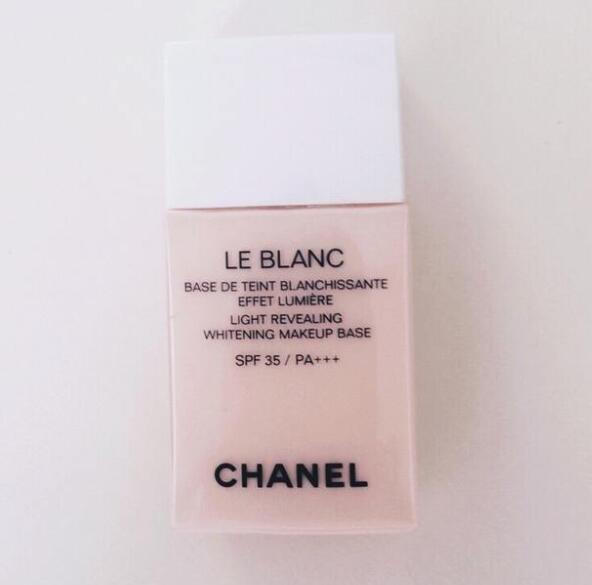 LE BLANC
BASE DE TEINT BLANCHISSANTE
EFFET LUMIÈRE
LIGHT REVEALING
WHITENING MAKEUP BASE
SPF 35 / PA+++
CHANEL